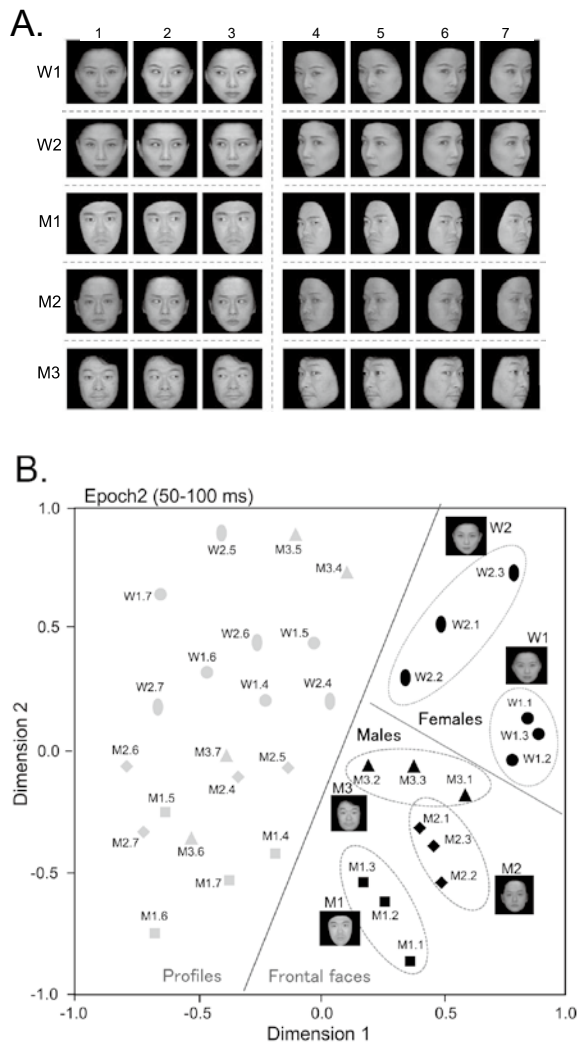 A.
1 2 3 4 5 6 7
W1
W2
M1
M2
M3
B.
Epoch2 (50-100 ms)
1.0
0.5
0.0
-0.5
-1.0
Dimension 2
W2.5
M3.5
M3.4
W1.7
W2.6
W1.5
W1.6
W1.4
W2.4
W2.7
M2.6
M3.7
M2.5
M2.4
M1.5
M2.7
M3.6
M1.4
M1.7
M1.6
W2
W2.3
W2.1
W2.2
W1
W1.1
W1.3
W1.2
Females
Males
M3.2
M3.3
M3.1
M3
M2.1
M2.3
M2.2
M2
M1.3
M1.2
M1.1
M1
Profiles
Frontal faces
-1.0 -0.5 0.0 0.5 1.0
Dimension 1